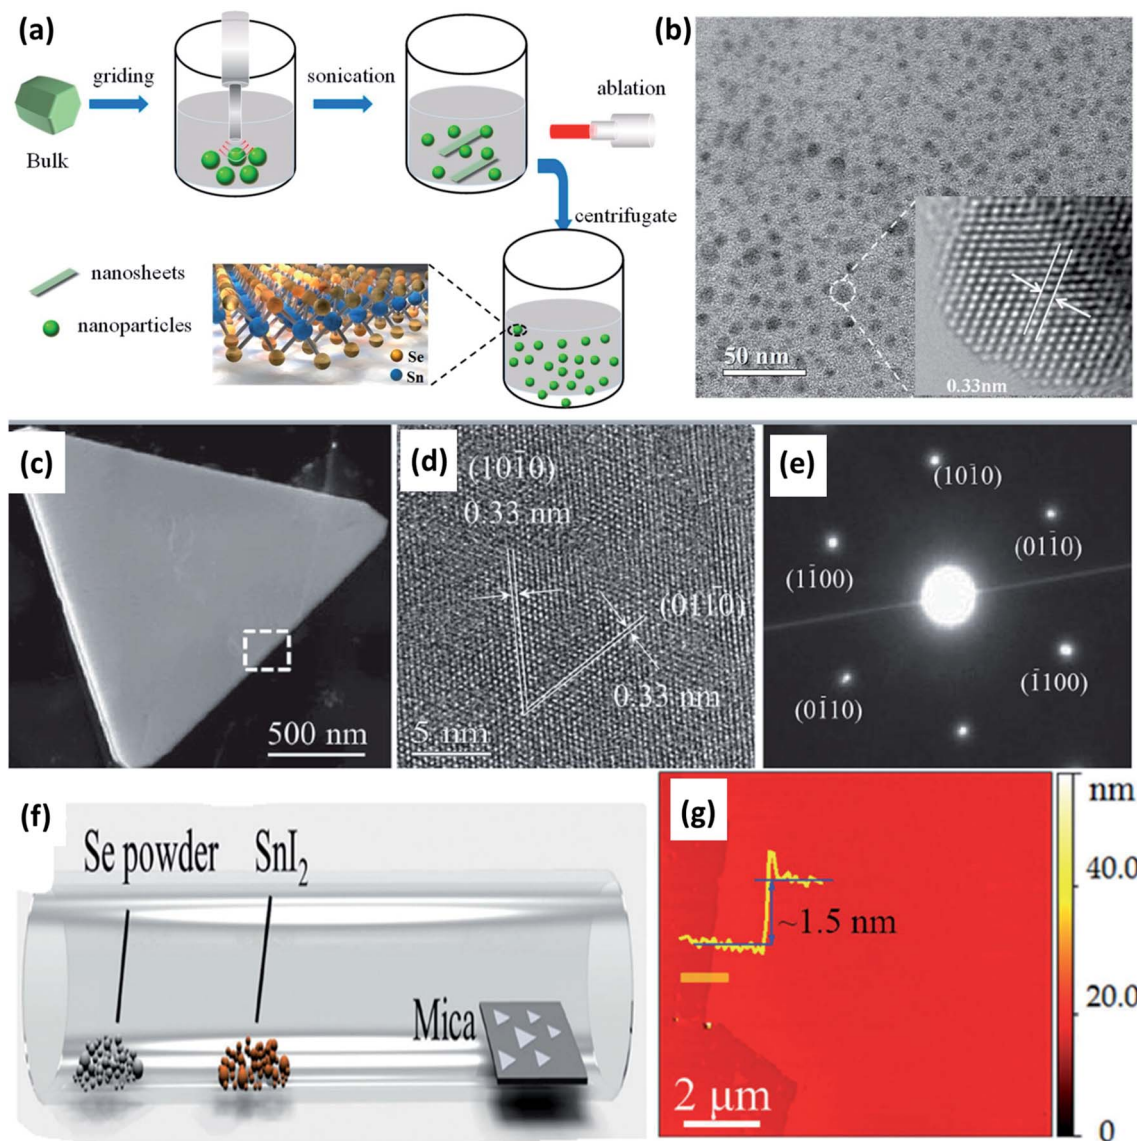 (a)
griding
sonication
ablation
Bulk
centrifugate
nanosheets
nanoparticles
Se
Sn
(b)
50 nm
0.33nm
(c)
500 nm
(d)
(101̅0)
0.33 nm
(011̅0)
0.33 nm
5 nm
(e)
(101̅0)
(011̅0)
(11̅00)
(1̅100)
(01̅10)
(f)
Se powder
SnI₂
Mica
(g)
nm
40.0
~1.5 nm
20.0
2 μm
0